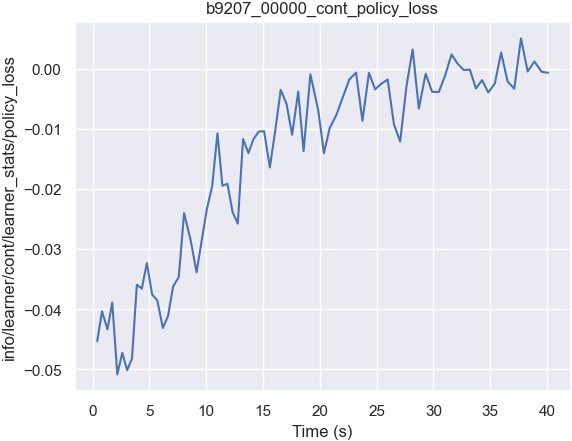 b9207_00000_cont_policy_loss
info/learner/cont/learner_stats/policy_loss
0.00
−0.01
−0.02
−0.03
−0.04
−0.05
0 5 10 15 20 25 30 35 40
Time (s)